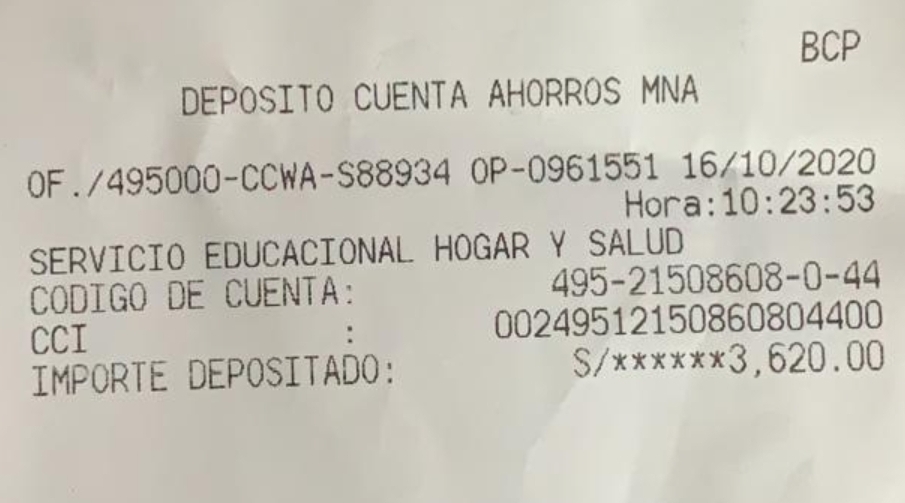 BCP
DEPOSITO CUENTA AHORROS MNA
OF./495000-CCWA-S88934 OP-0961551 16/10/2020
Hora:10:23:53
SERVICIO EDUCACIONAL HOGAR Y SALUD
CODIGO DE CUENTA: 495-21508608-0-44
CCI : 00249512150860804400
IMPORTE DEPOSITADO: S/******3,620.00